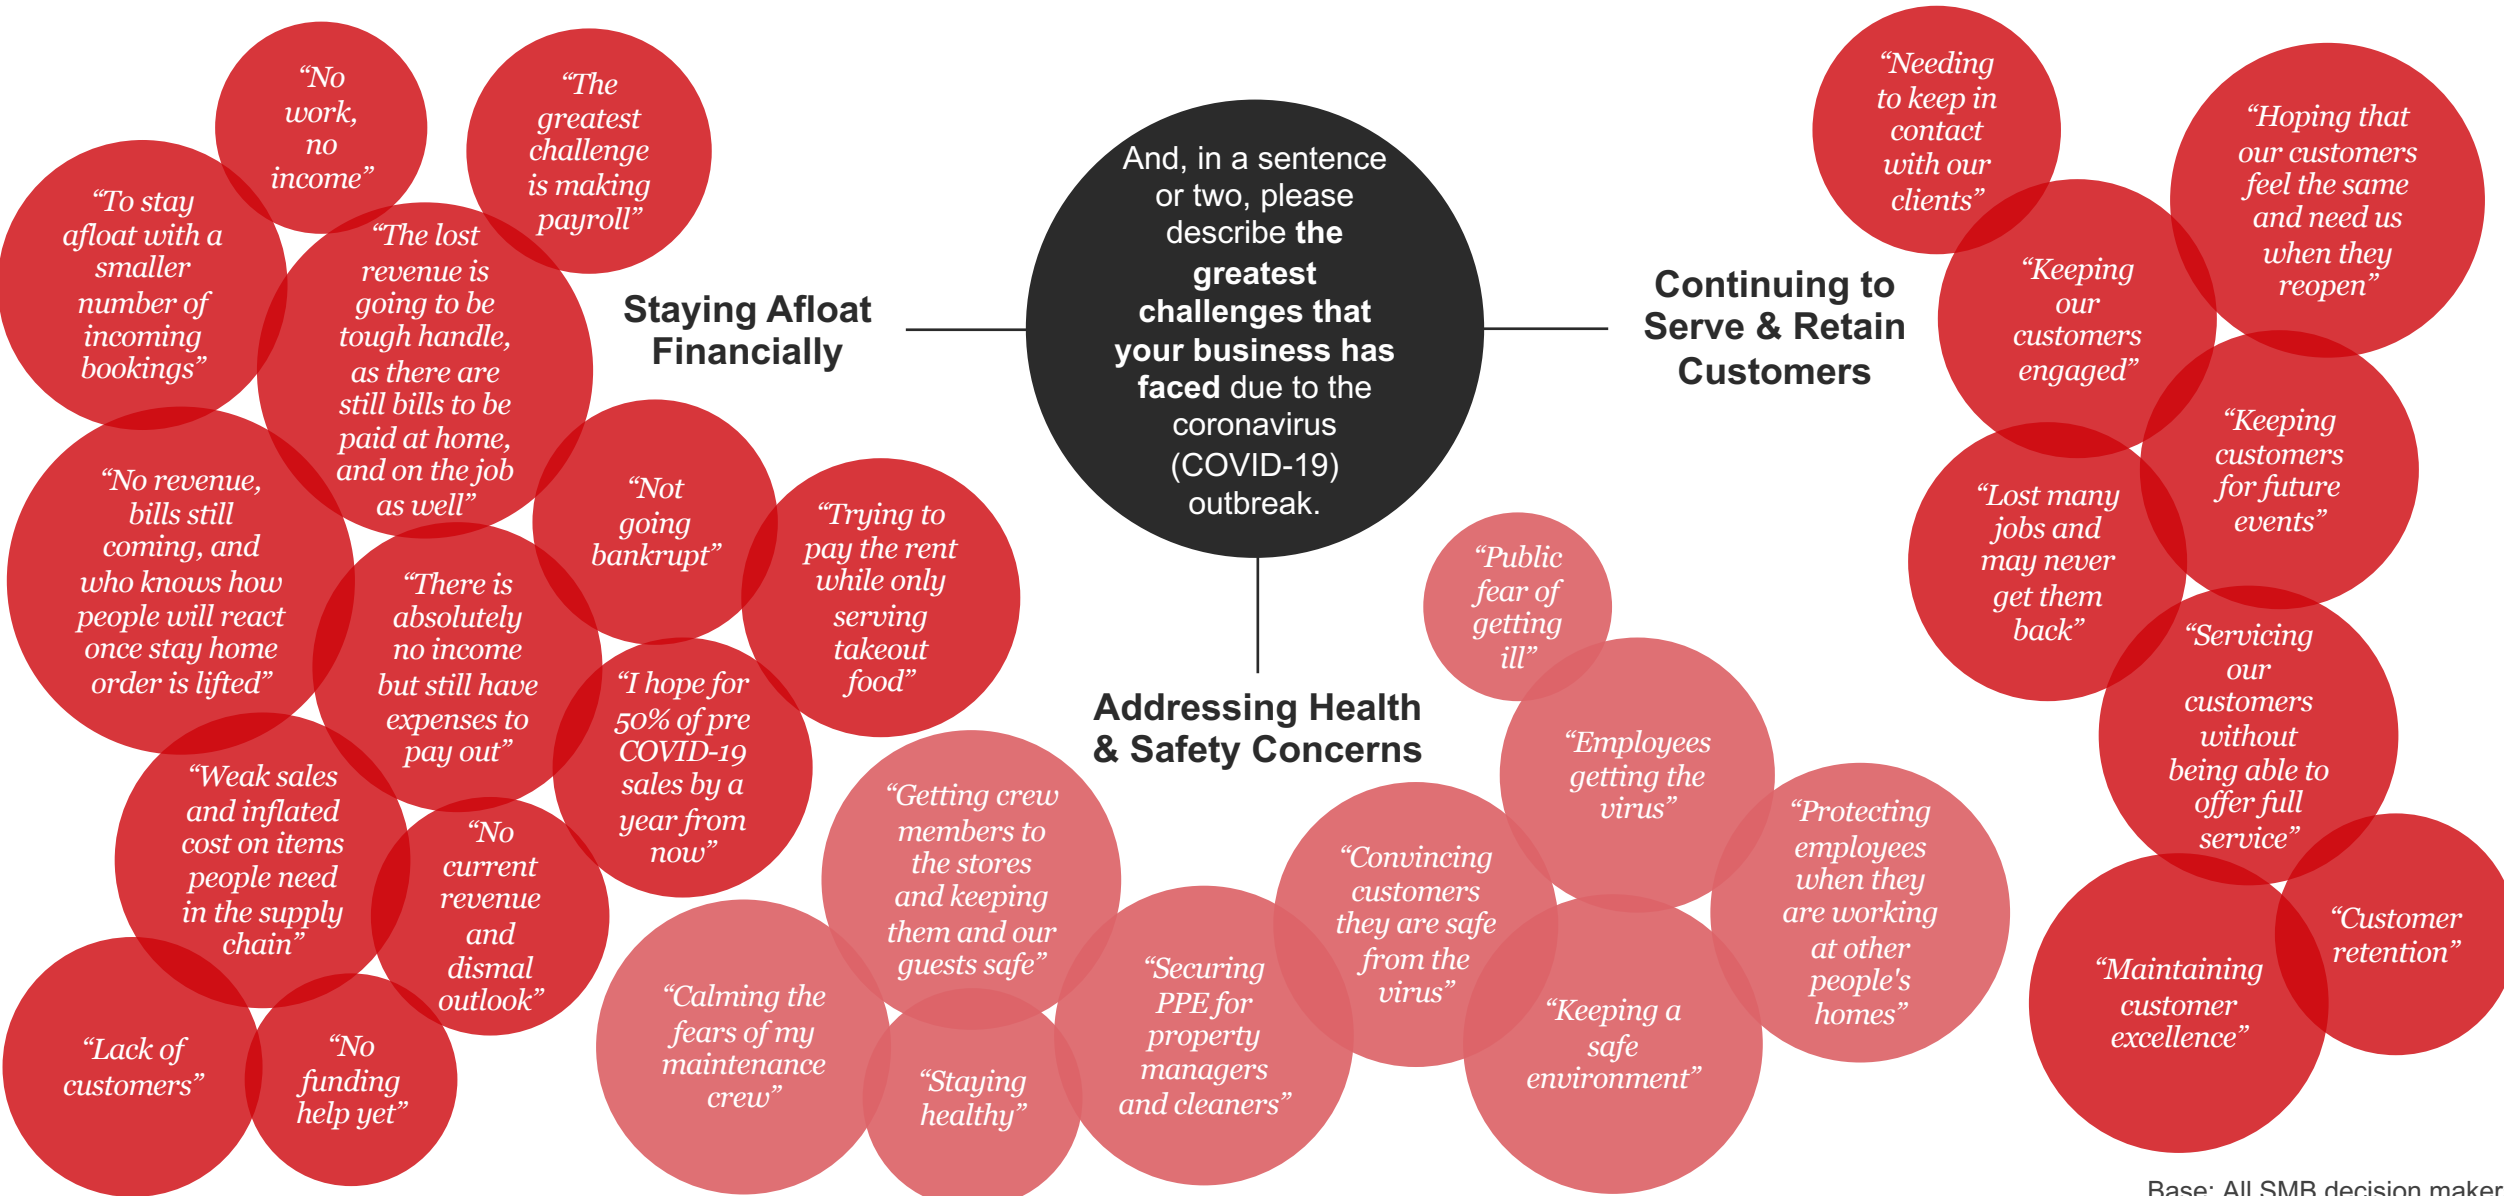 “No
work,
no
income”
“The
greatest
challenge
is making
payroll”
“To stay
afloat with a
smaller
number of
incoming
bookings”
“The lost
revenue is
going to be
tough handle,
as there are
still bills to be
paid at home,
and on the job
as well”
“No revenue,
bills still
coming, and
who knows how
people will react
once stay home
order is lifted”
“Not
going
bankrupt”
“Trying to
pay the rent
while only
serving
takeout
food”
“There is
absolutely
no income
but still have
expenses to
pay out”
“I hope for
50% of pre
COVID-19
sales by a
year from
now”
“Weak sales
and inflated
cost on items
people need
in the supply
chain”
“No
current
revenue
and
dismal
outlook”
“Lack of
customers”
“No
funding
help yet”
Staying Afloat
Financially
And, in a sentence
or two, please
describe the
greatest
challenges that
your business has
faced due to the
coronavirus
(COVID-19)
outbreak.
Addressing Health
& Safety Concerns
“Public
fear of
getting
ill”
“Employees
getting the
virus”
“Getting crew
members to
the stores
and keeping
them and our
guests safe”
“Convincing
customers
they are safe
from the
virus”
“Protecting
employees
when they
are working
at other
people's
homes”
“Calming the
fears of my
maintenance
crew”
“Staying
healthy”
“Securing
PPE for
property
managers
and cleaners”
“Keeping a
safe
environment”
Continuing to
Serve & Retain
Customers
“Needing
to keep in
contact
with our
clients”
“Hoping that
our customers
feel the same
and need us
when they
reopen”
“Keeping
our
customers
engaged”
“Keeping
customers
for future
events”
“Lost many
jobs and
may never
get them
back”
“Servicing
our
customers
without
being able to
offer full
service”
“Customer
retention”
“Maintaining
customer
excellence”
Base: All SMB decision maker